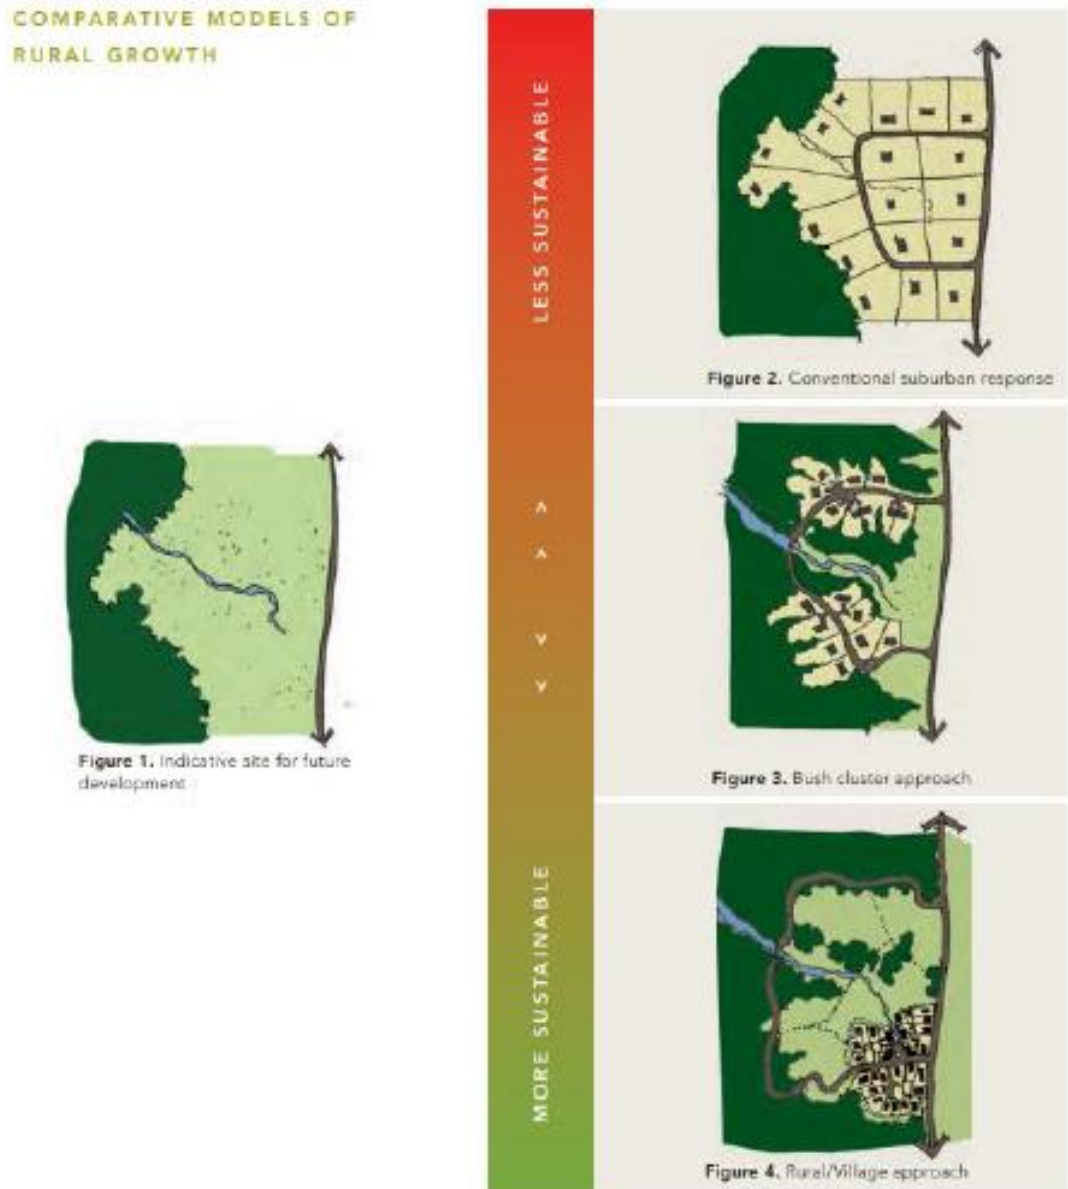 COMPARATIVE MODELS OF
RURAL GROWTH
LESS SUSTAINABLE
MORE SUSTAINABLE
Figure 1. Indicative site for future
development
Figure 2. Conventional suburban response
Figure 3. Bush cluster approach
Figure 4. Rural/Village approach